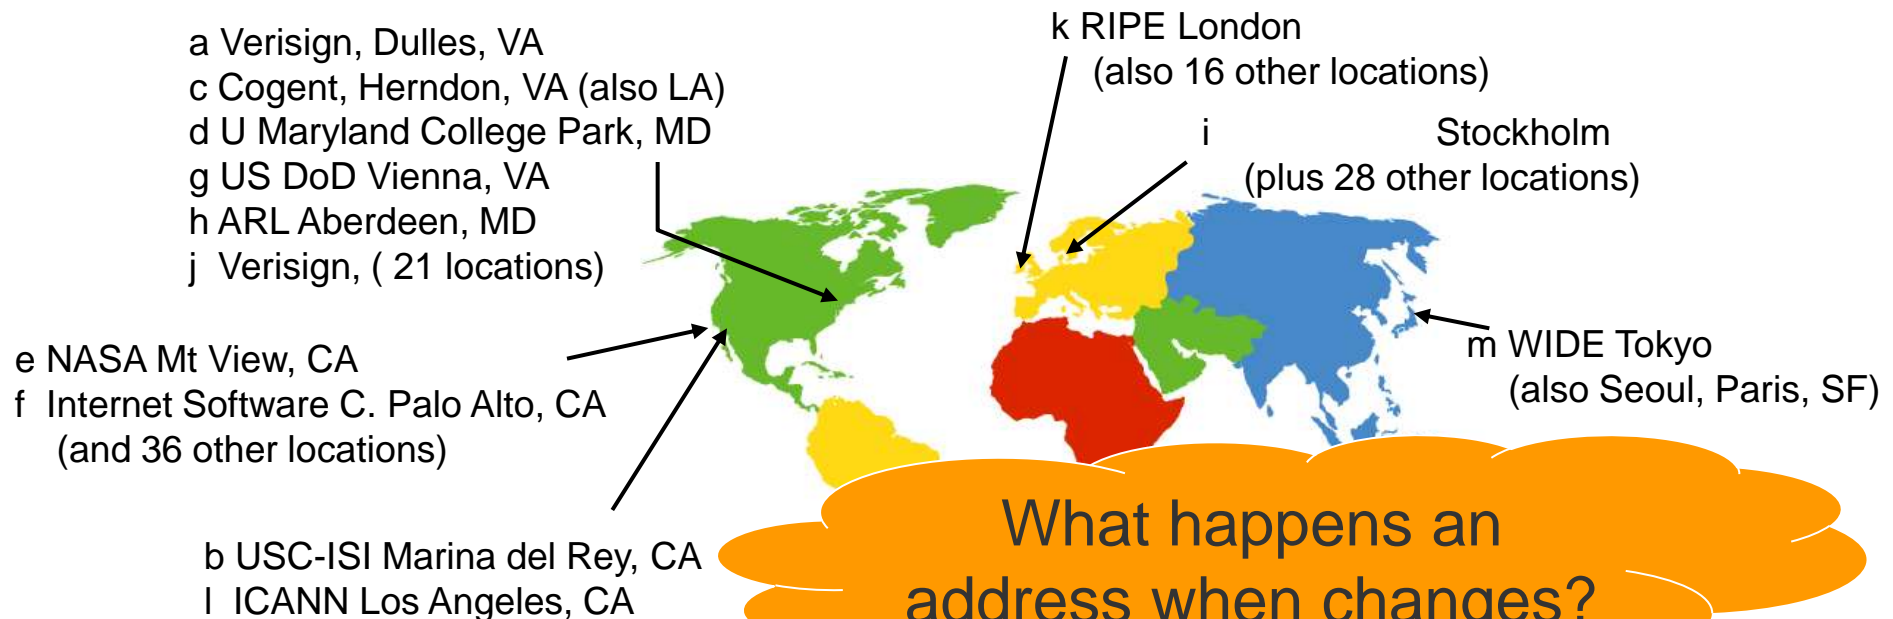 a Verisign, Dulles, VA
c Cogent, Herndon, VA (also LA)
d U Maryland College Park, MD
g US DoD Vienna, VA
h ARL Aberdeen, MD
j Verisign, ( 21 locations)
k RIPE London
(also 16 other locations)
i Stockholm
(plus 28 other locations)
m WIDE Tokyo
(also Seoul, Paris, SF)
e NASA Mt View, CA
f Internet Software C. Palo Alto, CA
(and 36 other locations)
b USC-ISI Marina del Rey, CA
l ICANN Los Angeles, CA
What happens an
address when changes?